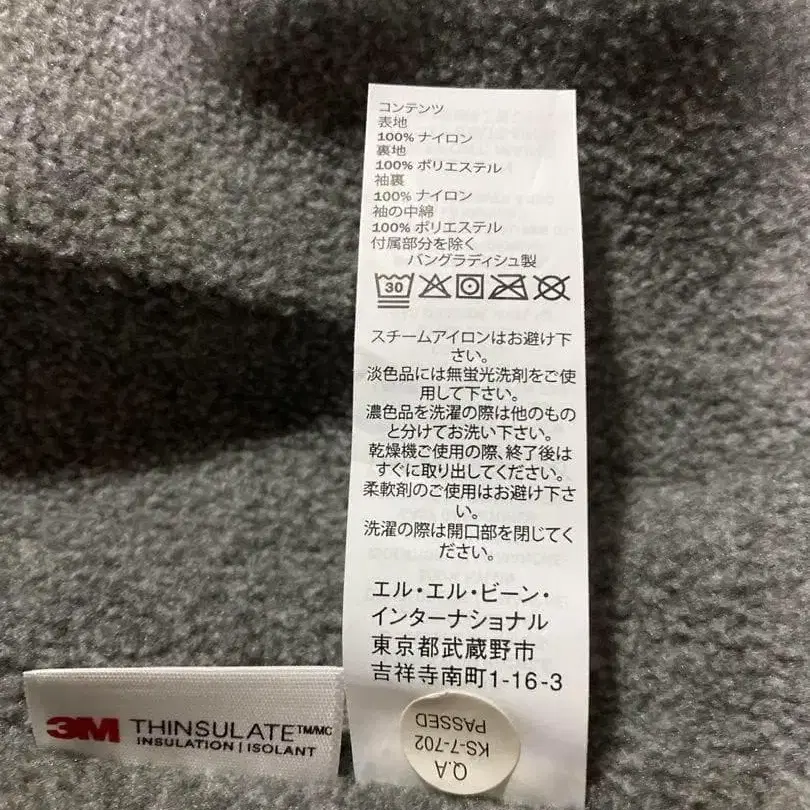 コンテンツ
表地
100% ナイロン
裏地
100% ポリエステル
袖裏
100% ナイロン
袖の中綿
100% ポリエステル
付属部分を除く
バングラディシュ製
30
スチームアイロンはお避け下
さい。
淡色品には無蛍光洗剤をご使
用して下さい。
濃色品を洗濯の際は他のもの
と分けてお洗い下さい。
乾燥機ご使用の際、終了後は
すぐに取り出してください。
柔軟剤のご使用はお避け下さ
い。
洗濯の際は開口部を閉じてく
ださい。
エル・エル・ビーン・
インターナショナル
東京都武蔵野市
吉祥寺南町1-16-3
Q.A
KS-7-702
PASSED
3M THINSULATE TM/MC
INSULATION | ISOLANT